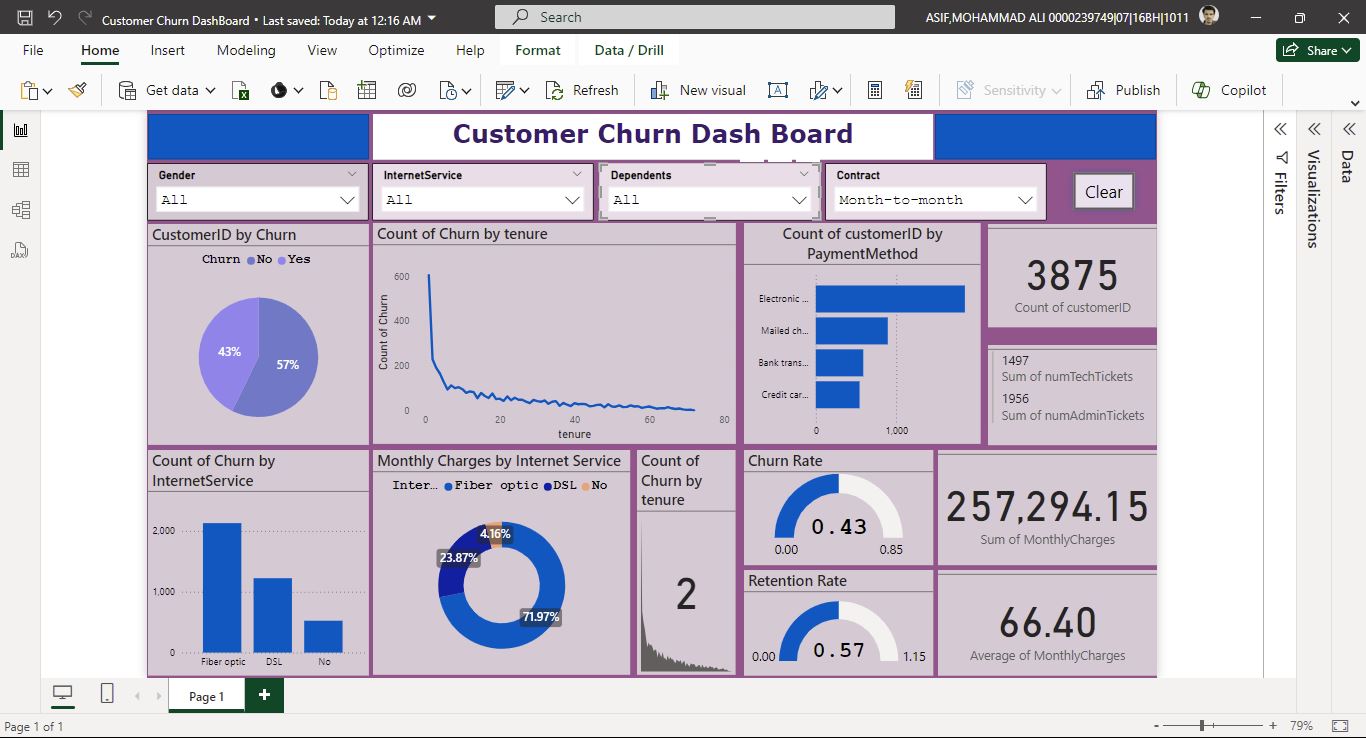 Customer Churn DashBoard • Last saved: Today at 12:16 AM
Search
ASIF,MOHAMMAD ALI 0000239749|07|16BH|1011
File
Home
Insert
Modeling
View
Optimize
Help
Format
Data / Drill
Share
Get data
Refresh
New visual
Sensitivity
Publish
Copilot
Customer Churn Dash Board
Gender
All
InternetService
All
Dependents
All
Contract
Month-to-month
Clear
CustomerID by Churn
Churn No Yes
43%
57%
Count of Churn by tenure
Count of Churn
600
400
200
0
0 20 40 60 80
tenure
Count of customerID by
PaymentMethod
Electronic ...
Mailed ch...
Bank trans...
Credit car...
0 1,000
3875
Count of customerID
1497
Sum of numTechTickets
1956
Sum of numAdminTickets
Count of Churn by
InternetService
2,000
1,000
0
Fiber optic DSL No
Monthly Charges by Internet Service
Inter... Fiber optic DSL No
4.16%
23.87%
71.97%
Count of
Churn by
tenure
2
Churn Rate
0.43
0.00 0.85
Retention Rate
0.57
0.00 1.15
257,294.15
Sum of MonthlyCharges
66.40
Average of MonthlyCharges
Filters
Visualizations
Data
DAX
Page 1
+
Page 1 of 1
- + 79%